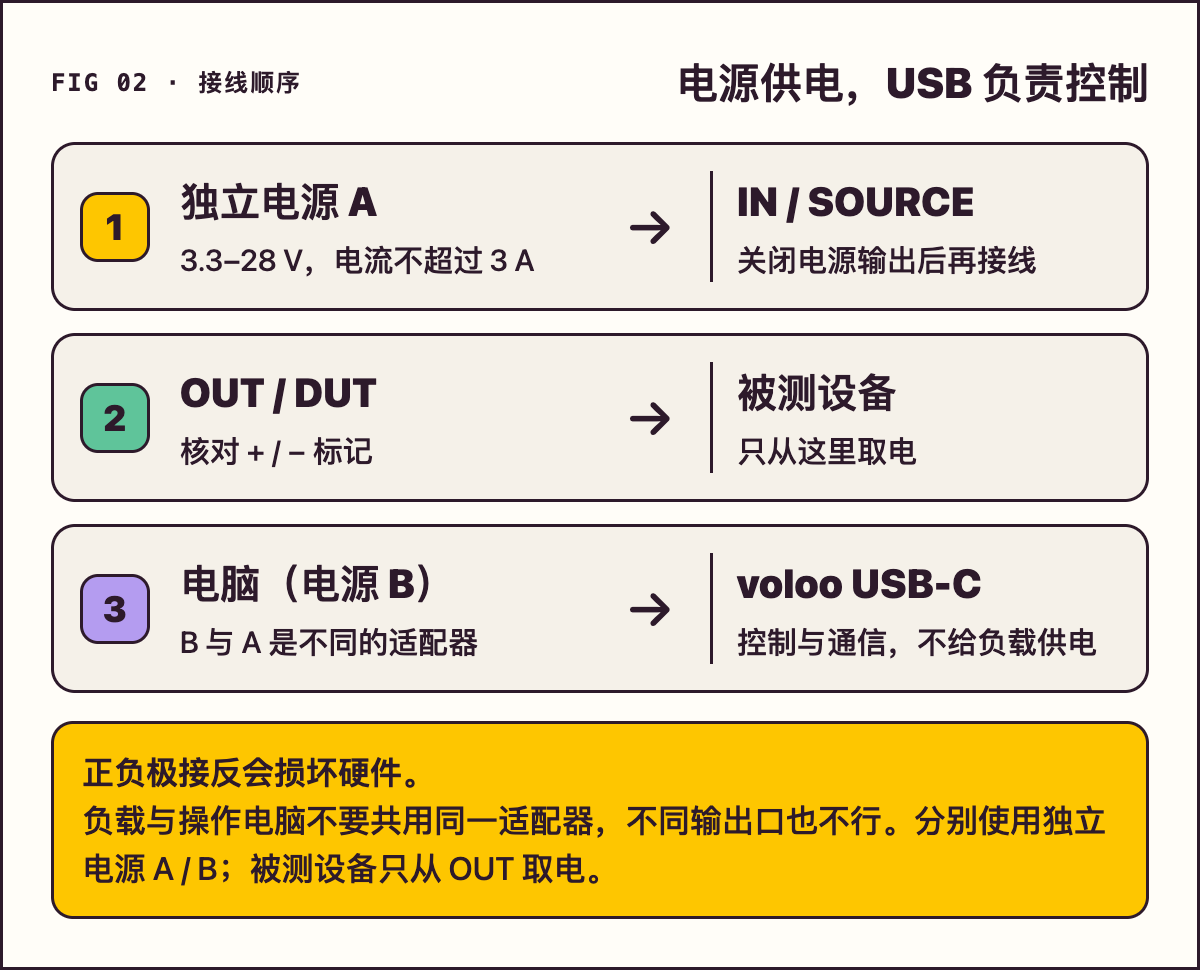 FIG 02 · 接线顺序
电源供电，USB 负责控制
1
独立电源 A
3.3–28 V，电流不超过 3 A
→
IN / SOURCE
关闭电源输出后再接线
2
OUT / DUT
核对 + / − 标记
→
被测设备
只从这里取电
3
电脑（电源 B）
B 与 A 是不同的适配器
→
voloo USB-C
控制与通信，不给负载供电
正负极接反会损坏硬件。
负载与操作电脑不要共用同一适配器，不同输出口也不行。分别使用独立
电源 A / B；被测设备只从 OUT 取电。